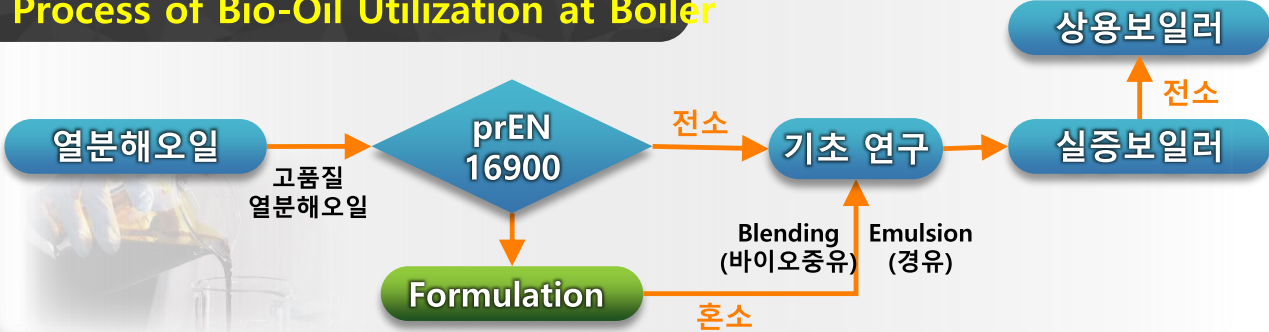 Process of Bio-Oil Utilization at Boiler
상용보일러
전소
열분해오일
고품질
열분해오일
prEN
16900
전소
기초 연구
실증보일러
Blending
(바이오중유)
Emulsion
(경유)
Formulation
혼소